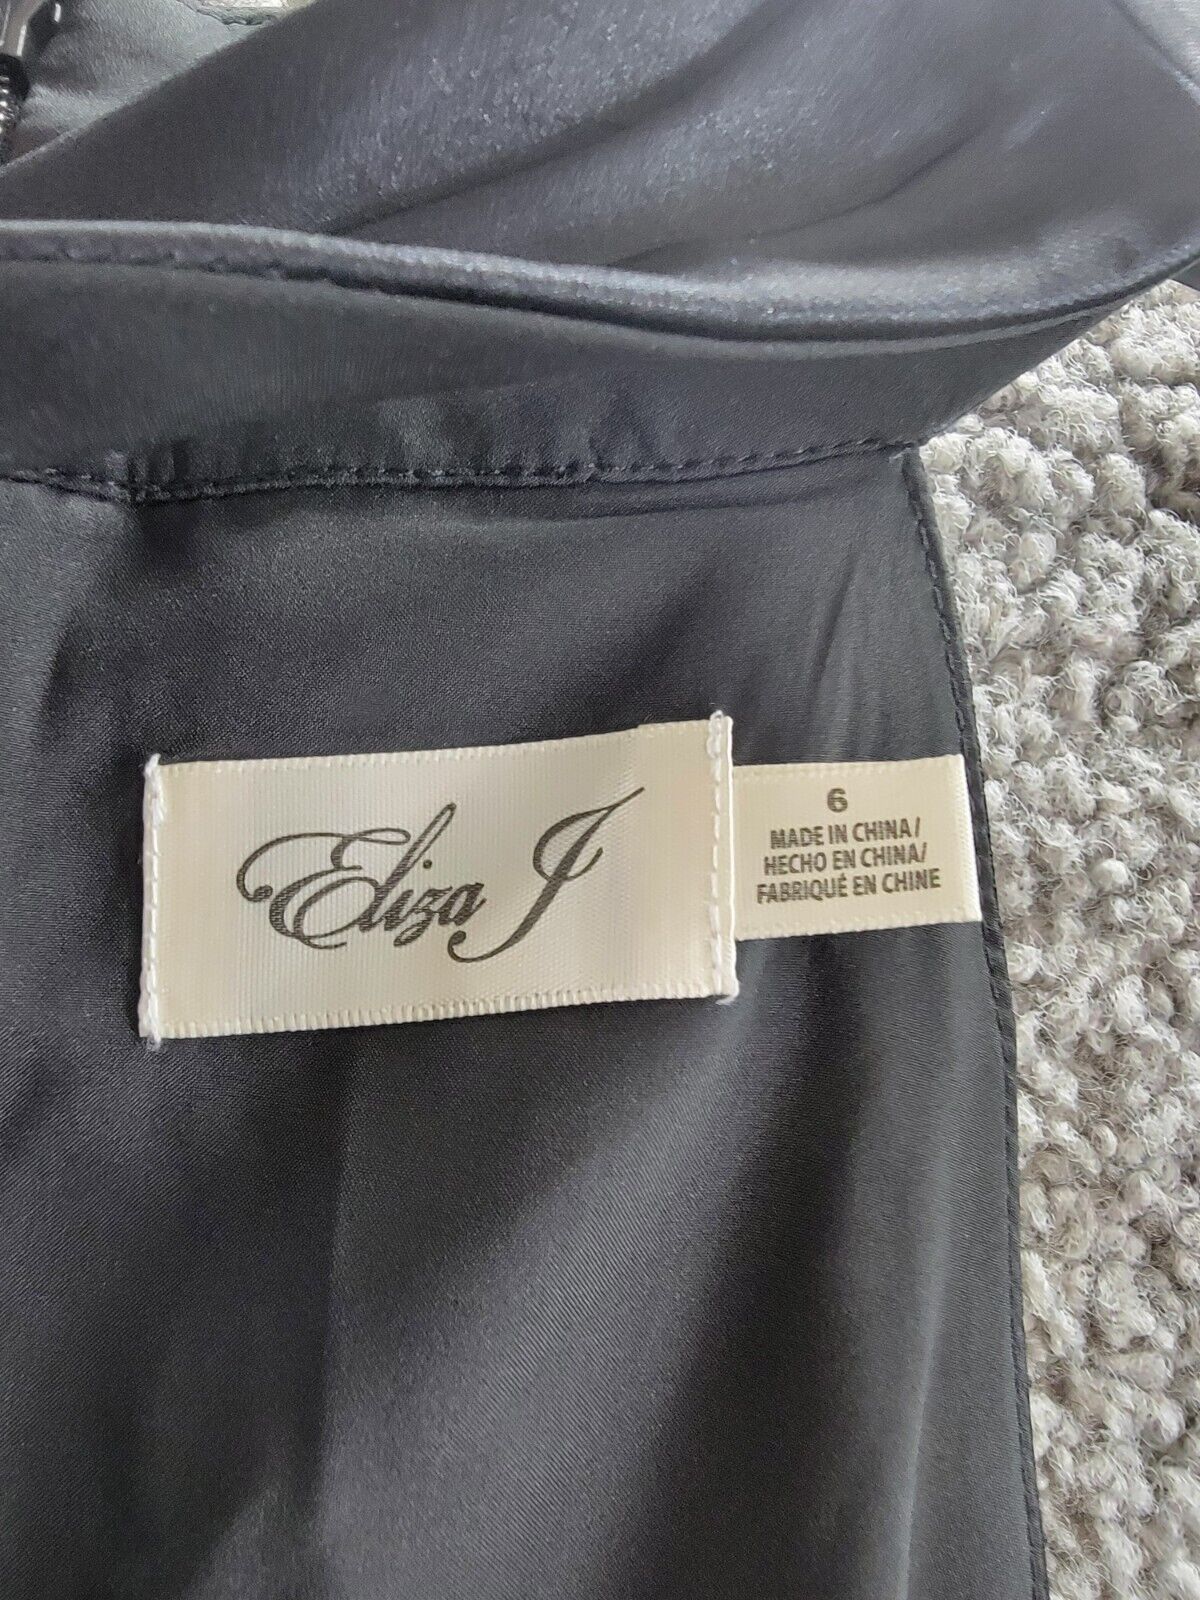 Eliza J
6
MADE IN CHINA/
HECHO EN CHINA/
FABRIQUÉ EN CHINE